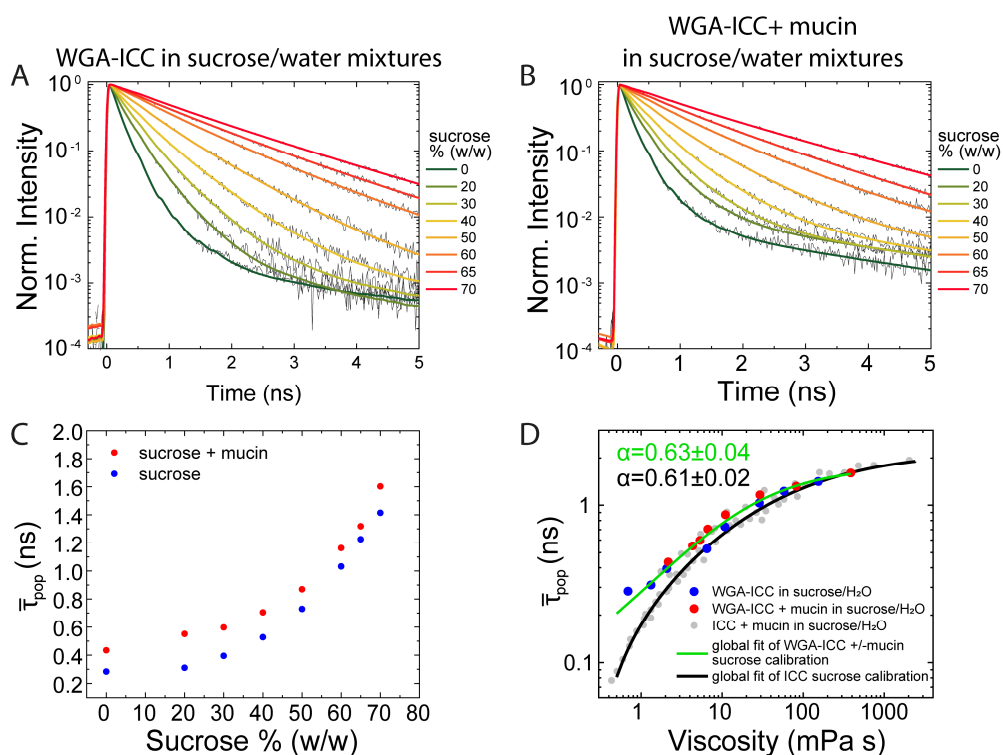 WGA-ICC in sucrose/water mixtures
A
10⁰
10⁻¹
10⁻²
10⁻³
10⁻⁴
Norm. Intensity
0 1 2 3 4 5
Time (ns)
sucrose
% (w/w)
0
20
30
40
50
60
65
70
WGA-ICC+ mucin
in sucrose/water mixtures
B
10⁰
10⁻¹
10⁻²
10⁻³
10⁻⁴
Norm. Intensity
0 1 2 3 4 5
Time (ns)
sucrose
% (w/w)
0
20
30
40
50
60
65
70
C
2.0
1.8
1.6
1.4
1.2
1.0
0.8
0.6
0.4
0.2
τ̅pop (ns)
sucrose + mucin
sucrose
0 10 20 30 40 50 60 70 80
Sucrose % (w/w)
D
α=0.63±0.04
α=0.61±0.02
1
0.1
τ̅pop (ns)
WGA-ICC in sucrose/H₂O
WGA-ICC + mucin in sucrose/H₂O
ICC + mucin in sucrose/H₂O
global fit of WGA-ICC +/-mucin
sucrose calibration
global fit of ICC sucrose calibration
1 10 100 1000
Viscosity (mPa s)